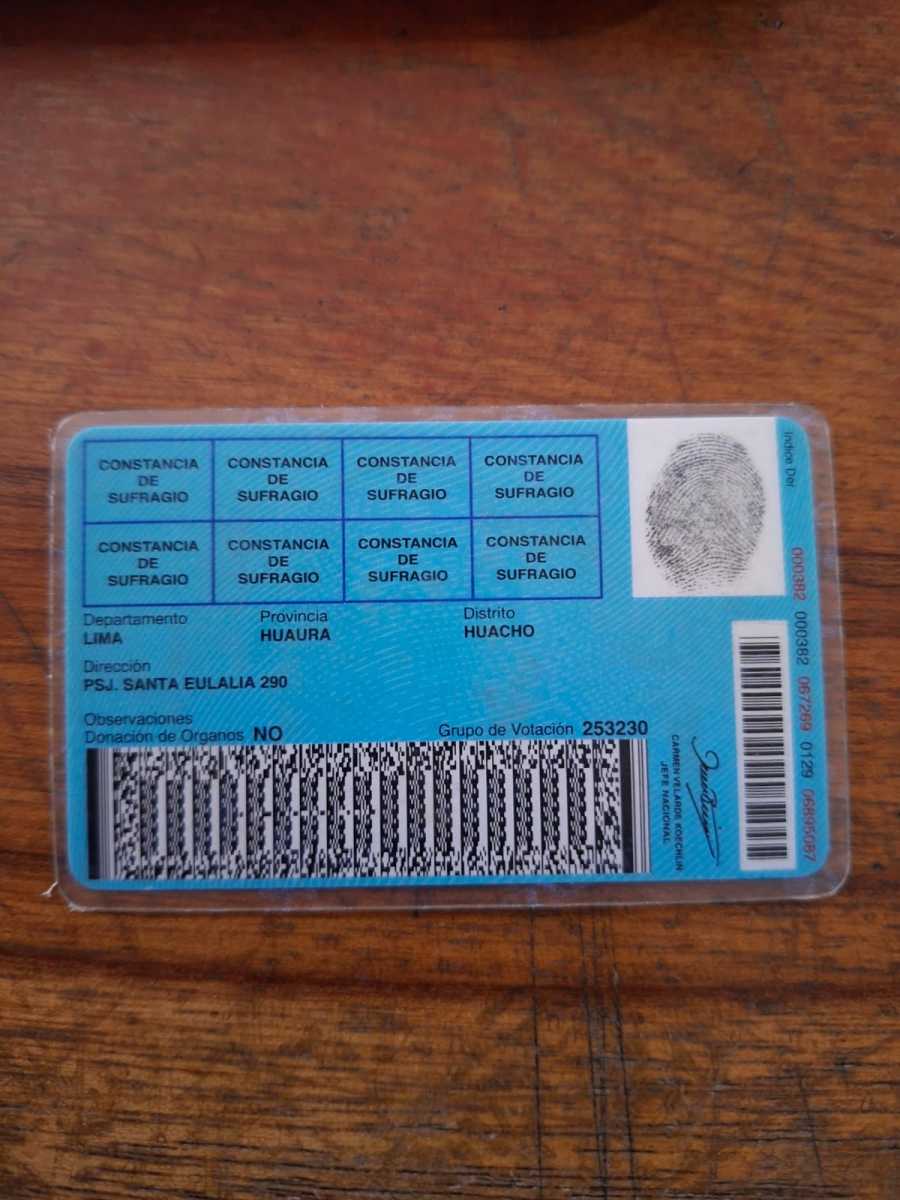 CONSTANCIA DE SUFRAGIO
CONSTANCIA DE SUFRAGIO
CONSTANCIA DE SUFRAGIO
CONSTANCIA DE SUFRAGIO
CONSTANCIA DE SUFRAGIO
CONSTANCIA DE SUFRAGIO
CONSTANCIA DE SUFRAGIO
CONSTANCIA DE SUFRAGIO
Departamento Provincia Distrito
LIMA HUAURA HUACHO
Dirección
PSJ. SANTA EULALIA 290
Observaciones
Donación de Organos NO Grupo de Votación 253230
CARMEN VELARDE KOECHLIN
JEFE NACIONAL
Indice Der
000382 000382 067269 0129 06895087